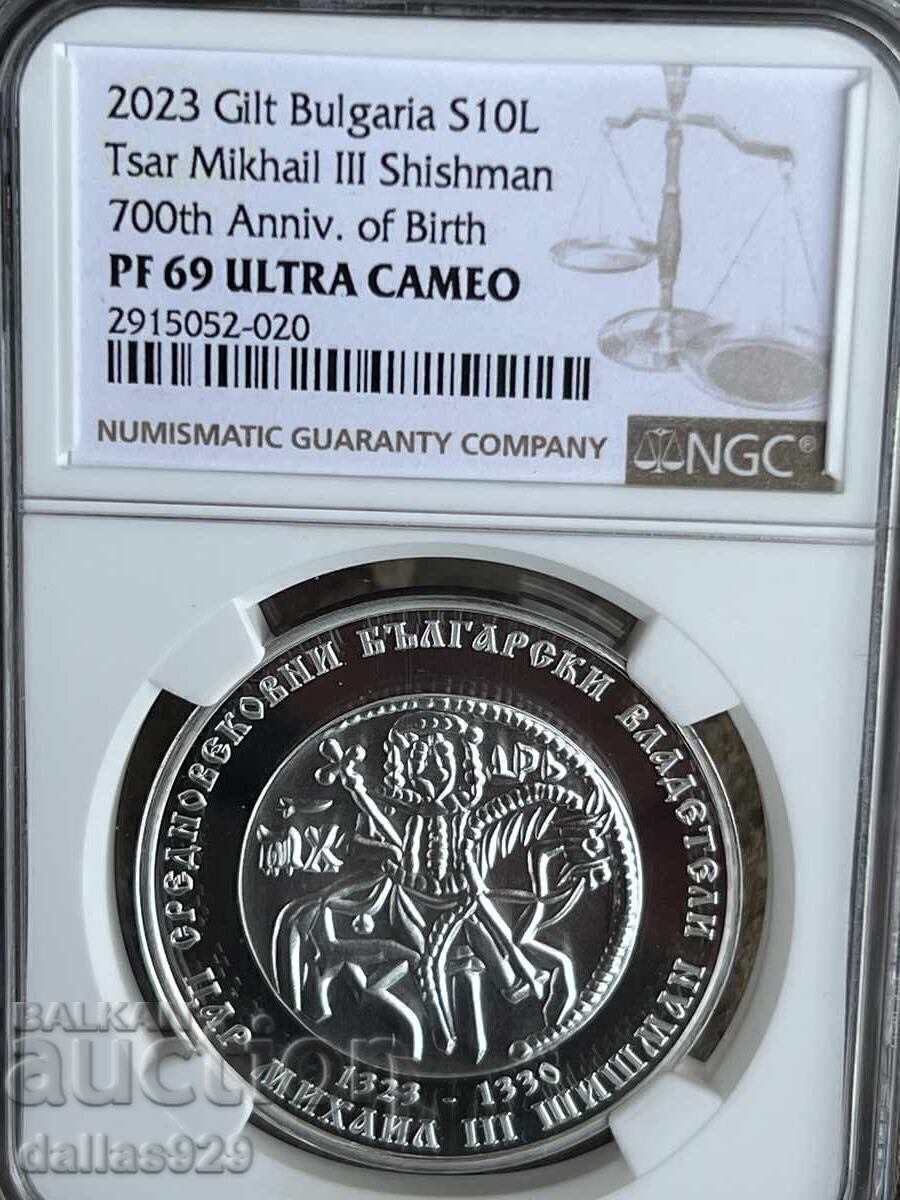 2023 Gilt Bulgaria S10L
Tsar Mikhail III Shishman
700th Anniv. of Birth
PF 69 ULTRA CAMEO
2915052-020
NUMISMATIC GUARANTY COMPANY
NGC®
СРЕДНОВЕКОВНИ БЪЛГАРСКИ ВЛАДЕТЕЛИ
ЦАР МИХАИЛ III ШИШМАН
1323 - 1330
BALKAN
auction
dallas929